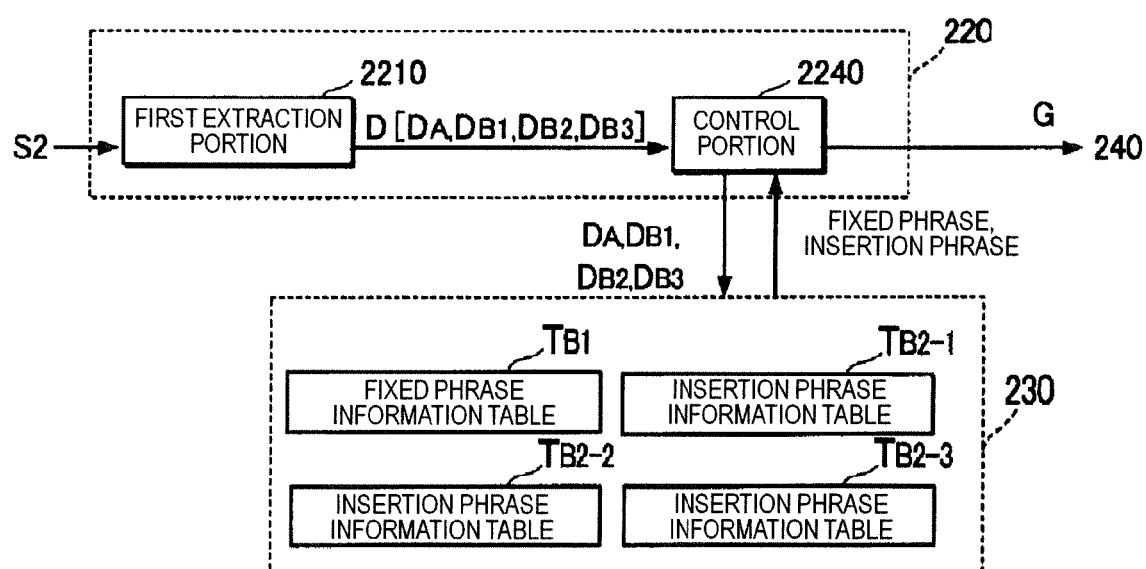 220
2210
2240
FIRST EXTRACTION
PORTION
D [DA,DB1,DB2,DB3]
CONTROL
PORTION
G
S2
240
DA,DB1,
DB2,DB3
FIXED PHRASE,
INSERTION PHRASE
TB1
TB2-1
FIXED PHRASE
INFORMATION TABLE
INSERTION PHRASE
INFORMATION TABLE
230
TB2-2
TB2-3
INSERTION PHRASE
INFORMATION TABLE
INSERTION PHRASE
INFORMATION TABLE